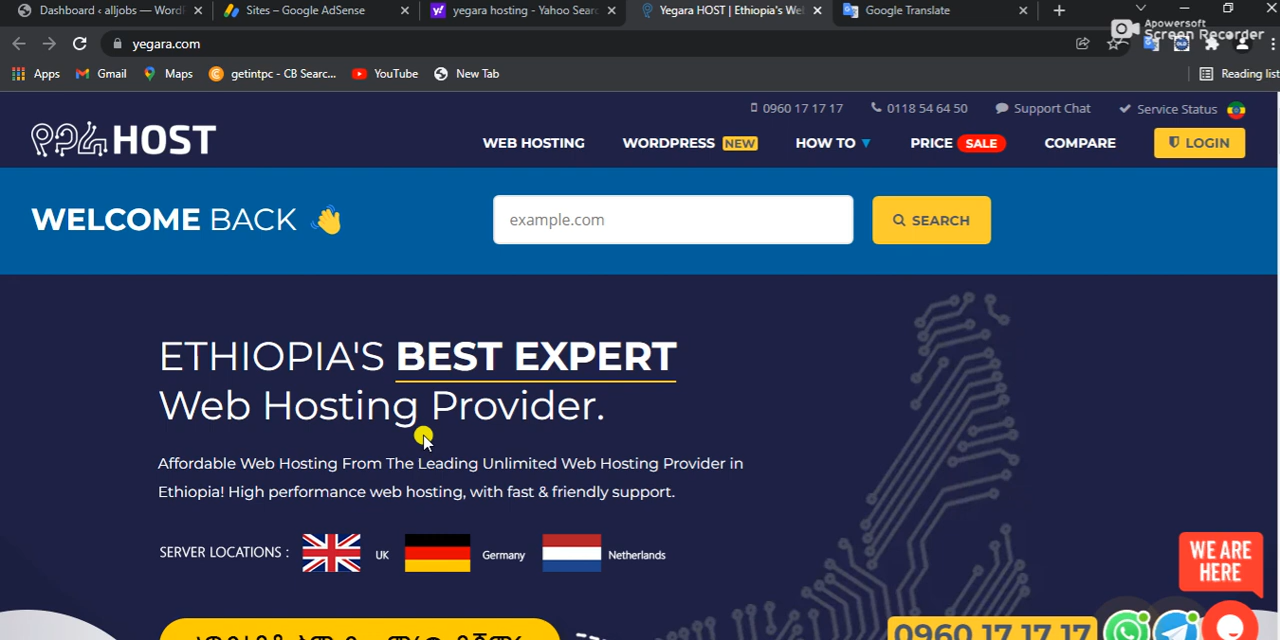 Dashboard ‹ alljobs — WordP
Sites – Google AdSense
yegara hosting - Yahoo Searc
Yegara HOST | Ethiopia's We
Google Translate
Apowersoft
Screen Recorder
yegara.com
Apps
Gmail
Maps
getintpc - CB Searc...
YouTube
New Tab
Reading list
0960 17 17 17
0118 54 64 50
Support Chat
Service Status
HOST
WEB HOSTING
WORDPRESS NEW
HOW TO
PRICE SALE
COMPARE
LOGIN
WELCOME BACK
example.com
SEARCH
ETHIOPIA'S BEST EXPERT
Web Hosting Provider.
Affordable Web Hosting From The Leading Unlimited Web Hosting Provider in
Ethiopia! High performance web hosting, with fast & friendly support.
SERVER LOCATIONS :
UK
Germany
Netherlands
WE ARE
HERE
0960 17 17 17